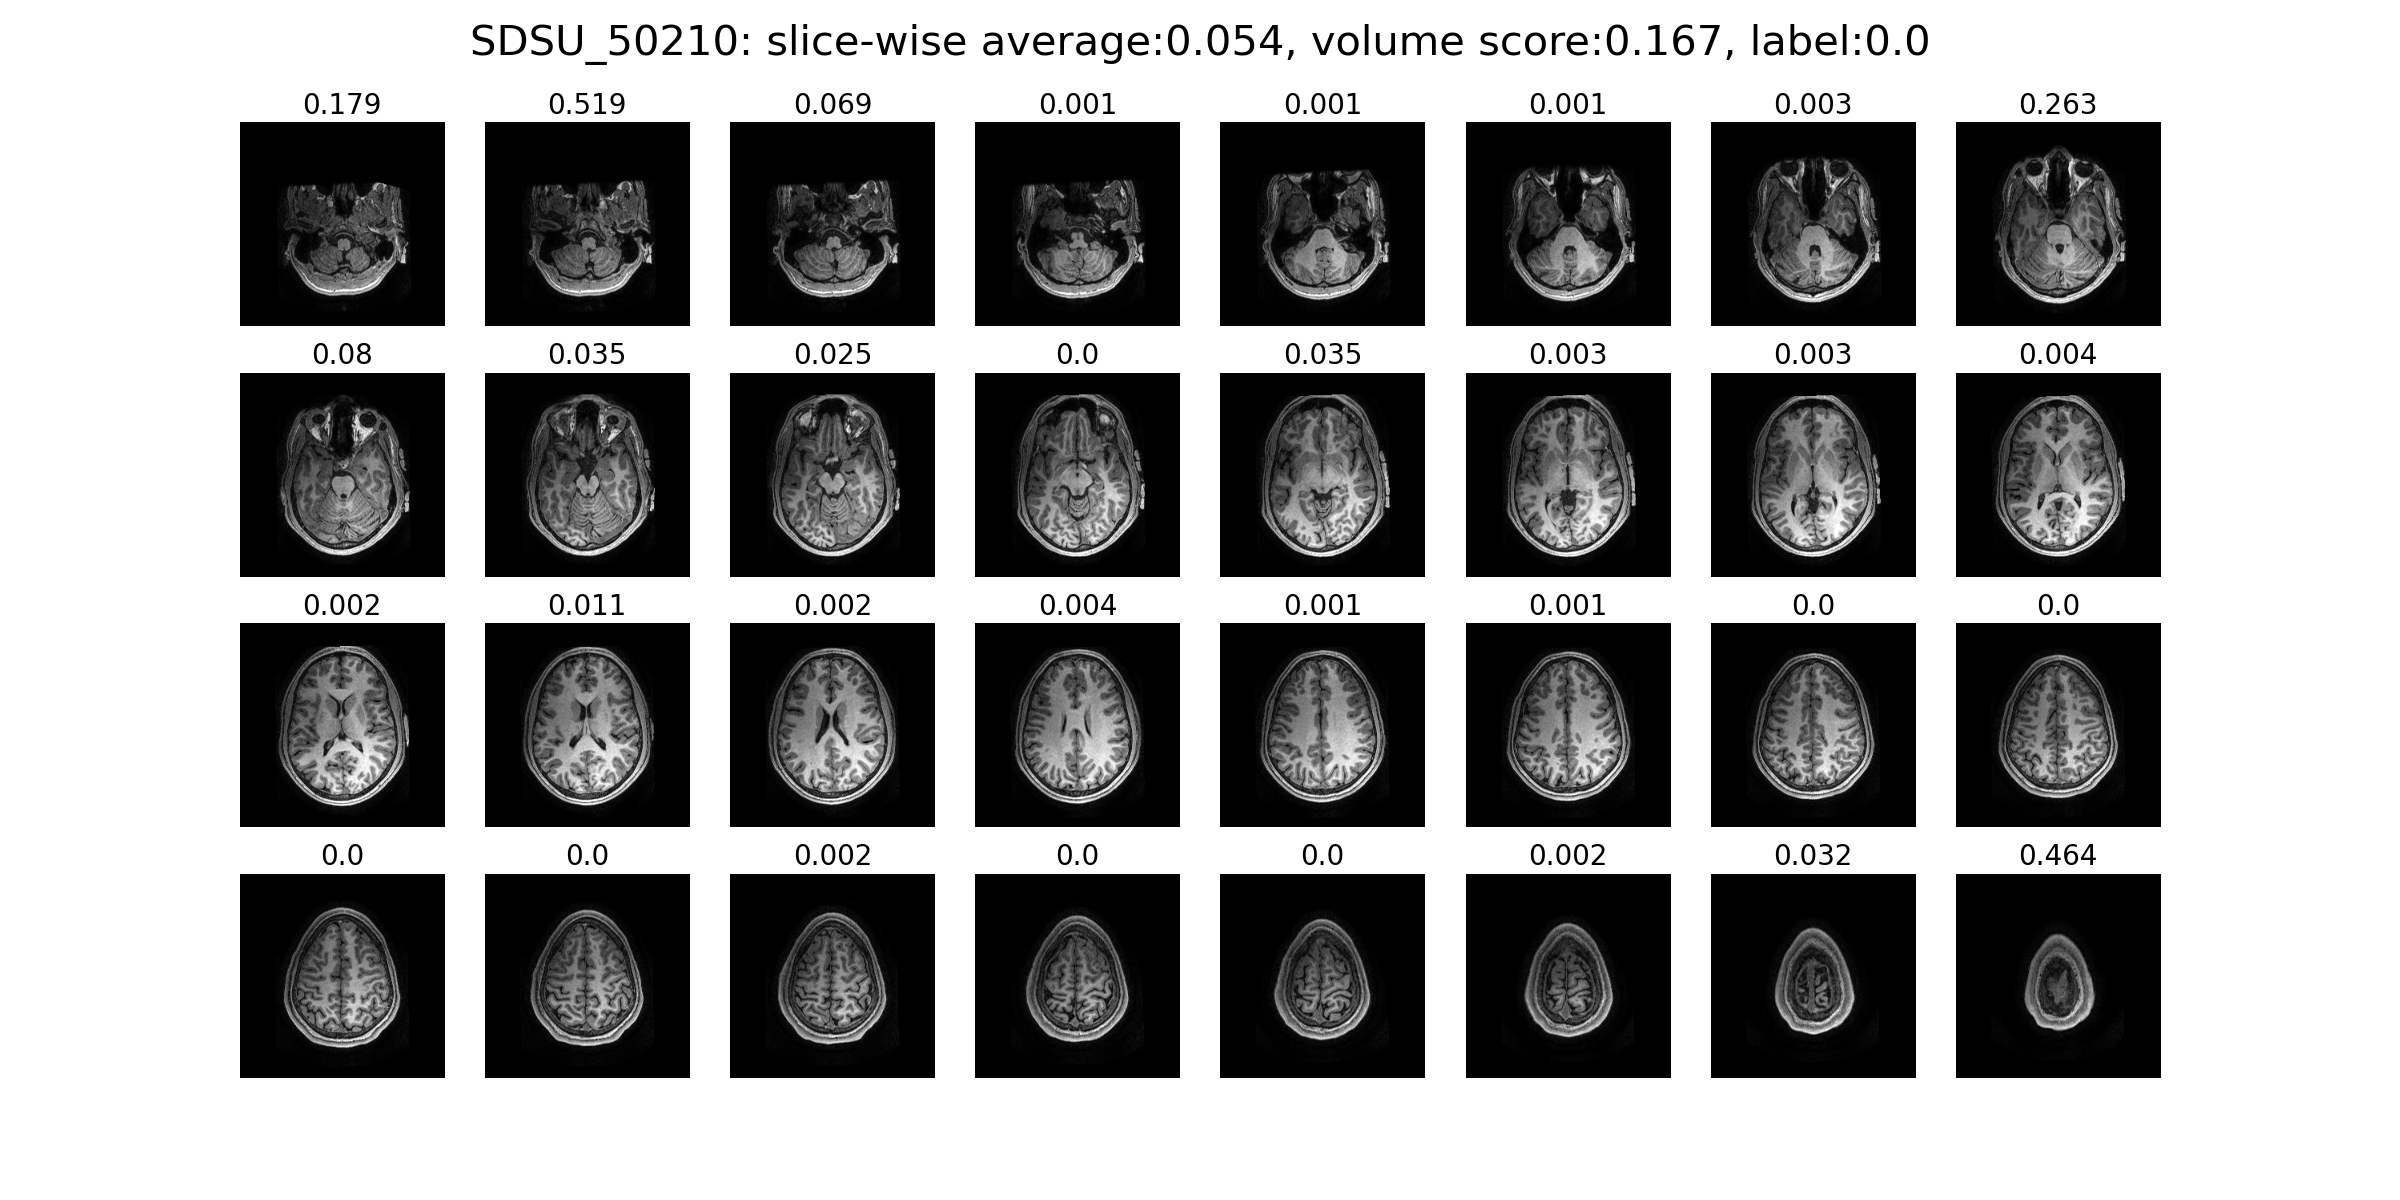 SDSU_50210: slice-wise average:0.054, volume score:0.167, label:0.0
0.179 0.519 0.069 0.001 0.001 0.001 0.003 0.263
0.08 0.035 0.025 0.0 0.035 0.003 0.003 0.004
0.002 0.011 0.002 0.004 0.001 0.001 0.0 0.0
0.0 0.0 0.002 0.0 0.0 0.002 0.032 0.464